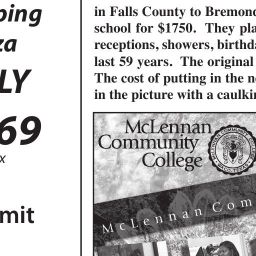 ping
za
LY
69
x
mit
in Falls County to Bremond
school for $1750. They pla
receptions, showers, birthda
last 59 years. The original
The cost of putting in the ne
in the picture with a caulkin
McLennan
Community
College
McLennan Com